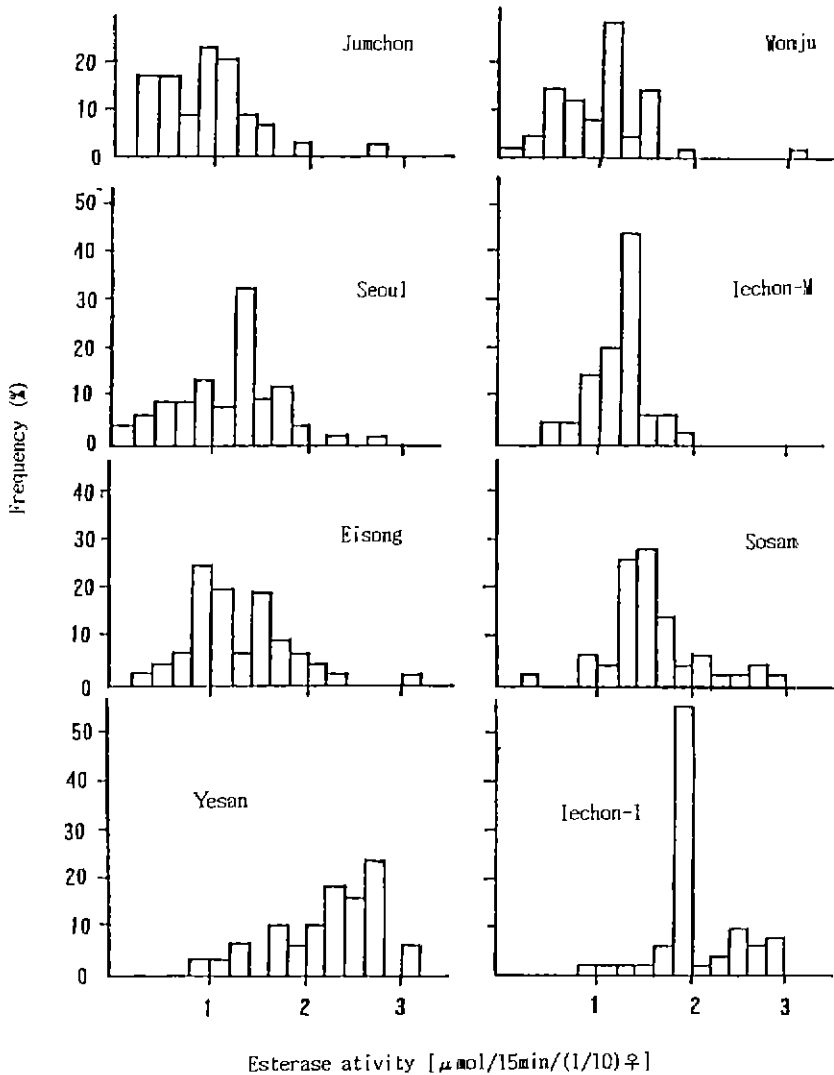 Jumchon
Wonju
20
10
0
Seoul
Iechon-M
50
40
30
20
10
0
Frequency (%)
Eisong
Sosan
40
30
20
10
0
Yesan
Iechon-I
50
40
30
20
10
0
1 2 3
1 2 3
Esterase ativity [μmol/15min/(1/10)♀]